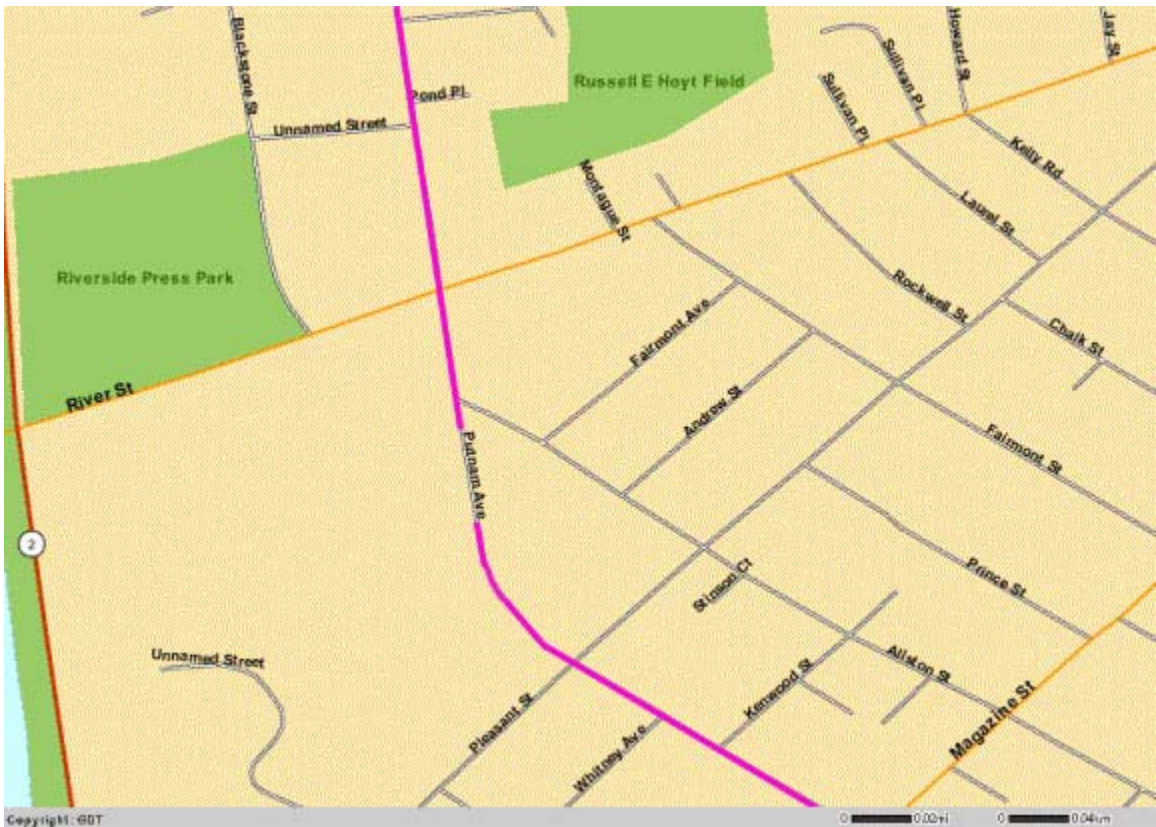 Blackstone St
Howard St
Jay St
Sullivan Pl
Sullivan Pl
Russell E Hoyt Field
Pond Pl
Unnamed Street
Kelly Rd
Montague St
Laurel St
Riverside Press Park
Rockwell St
Fairmont Ave
Chalk St
River St
Andrew St
Fairmont St
Putnam Ave
2
Prince St
Stinson Ct
Unnamed Street
Allston St
Kenwood St
Pleasant St
Magazine St
Whitney Ave
Copyright: GDT
0 0.02mi 0 0.04km